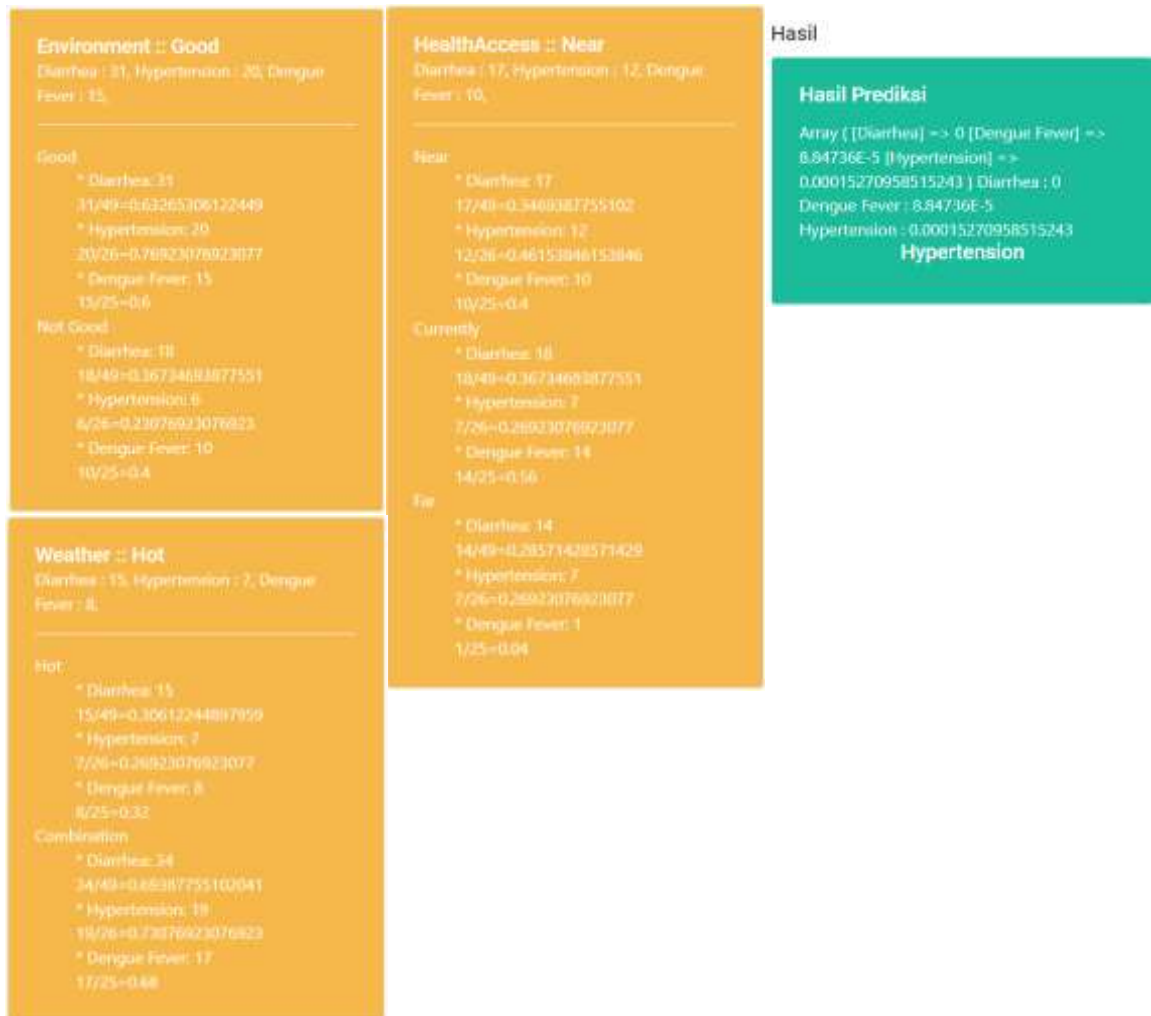 Environment :: Good
Diarrhea : 31, Hypertension : 20, Dengue
Fever : 15,
Good
* Diarrhea: 31
31/49=0.63265306122449
* Hypertension: 20
20/26=0.76923076923077
* Dengue Fever: 15
15/25=0.6
Not Good
* Diarrhea: 18
18/49=0.36734693877551
* Hypertension: 6
6/26=0.23076923076923
* Dengue Fever: 10
10/25=0.4
Weather :: Hot
Diarrhea : 15, Hypertension : 7, Dengue
Fever : 8,
Hot
* Diarrhea: 15
15/49=0.30612244897959
* Hypertension: 7
7/26=0.26923076923077
* Dengue Fever: 8
8/25=0.32
Combination
* Diarrhea: 34
34/49=0.69387755102041
* Hypertension: 19
19/26=0.73076923076923
* Dengue Fever: 17
17/25=0.68
HealthAccess :: Near
Diarrhea : 17, Hypertension : 12, Dengue
Fever : 10,
Near
* Diarrhea: 17
17/49=0.3469387755102
* Hypertension: 12
12/26=0.46153846153846
* Dengue Fever: 10
10/25=0.4
Currently
* Diarrhea: 18
18/49=0.36734693877551
* Hypertension: 7
7/26=0.26923076923077
* Dengue Fever: 14
14/25=0.56
Far
* Diarrhea: 14
14/49=0.28571428571429
* Hypertension: 7
7/26=0.26923076923077
* Dengue Fever: 1
1/25=0.04
Hasil
Hasil Prediksi
Array ( [Diarrhea] => 0 [Dengue Fever] =>
8.84736E-5 [Hypertension] =>
0.00015270958515243 ) Diarrhea : 0
Dengue Fever : 8.84736E-5
Hypertension : 0.00015270958515243
Hypertension